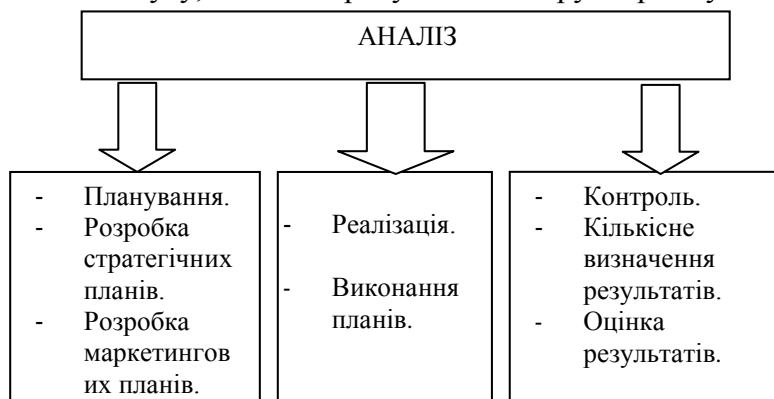 АНАЛІЗ
- Планування.
- Розробка
стратегічних
планів.
- Розробка
маркетингов
их планів.
- Реалізація.
- Виконання
планів.
- Контроль.
- Кількісне
визначення
результатів.
- Оцінка
результатів.